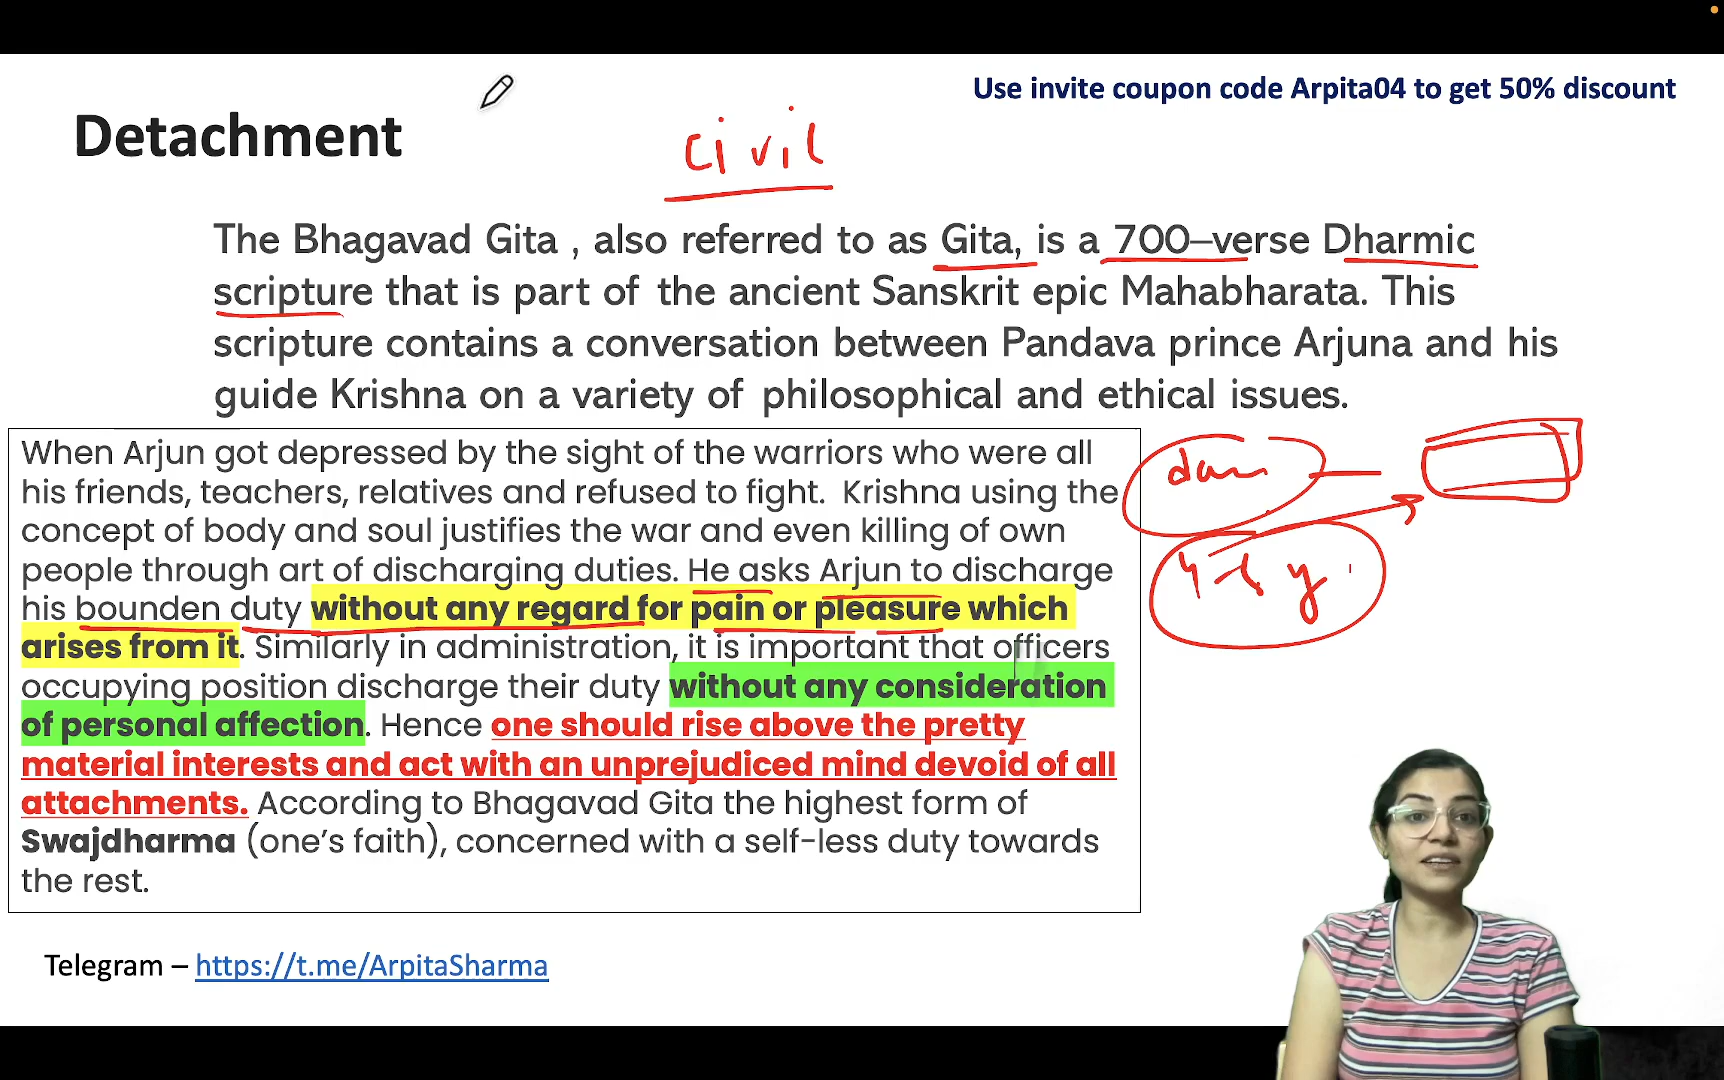 Use invite coupon code Arpita04 to get 50% discount
Detachment
civil
The Bhagavad Gita , also referred to as Gita, is a 700–verse Dharmic
scripture that is part of the ancient Sanskrit epic Mahabharata. This
scripture contains a conversation between Pandava prince Arjuna and his
guide Krishna on a variety of philosophical and ethical issues.
When Arjun got depressed by the sight of the warriors who were all
his friends, teachers, relatives and refused to fight. Krishna using the
concept of body and soul justifies the war and even killing of own
people through art of discharging duties. He asks Arjun to discharge
his bounden duty without any regard for pain or pleasure which
arises from it. Similarly in administration, it is important that officers
occupying position discharge their duty without any consideration
of personal affection. Hence one should rise above the pretty
material interests and act with an unprejudiced mind devoid of all
attachments. According to Bhagavad Gita the highest form of
Swajdharma (one’s faith), concerned with a self-less duty towards
the rest.
Telegram – https://t.me/ArpitaSharma